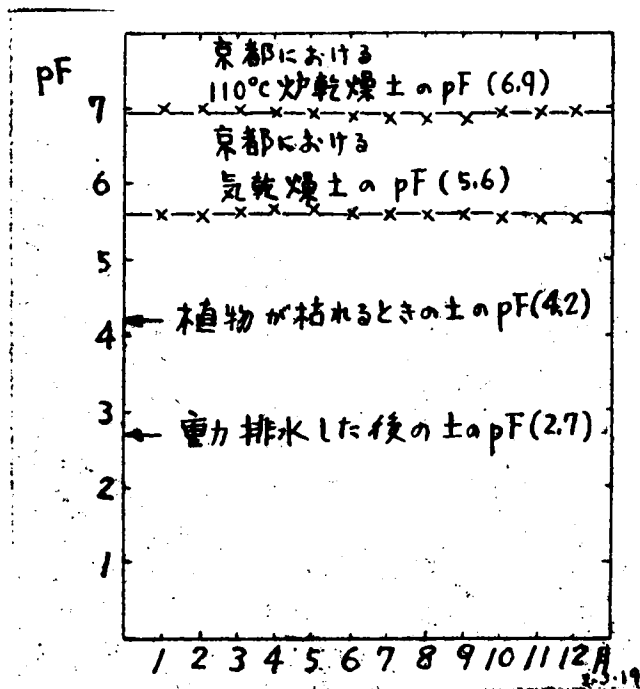 京都における
110°C炉乾燥土のpF(6.9)
京都における
気乾燥土のpF(5.6)
植物が枯れるときの土のpF(4.2)
重力排水した後の土のpF(2.7)
pF
7
6
5
4
3
2
1
1 2 3 4 5 6 7 8 9 10 11 12月